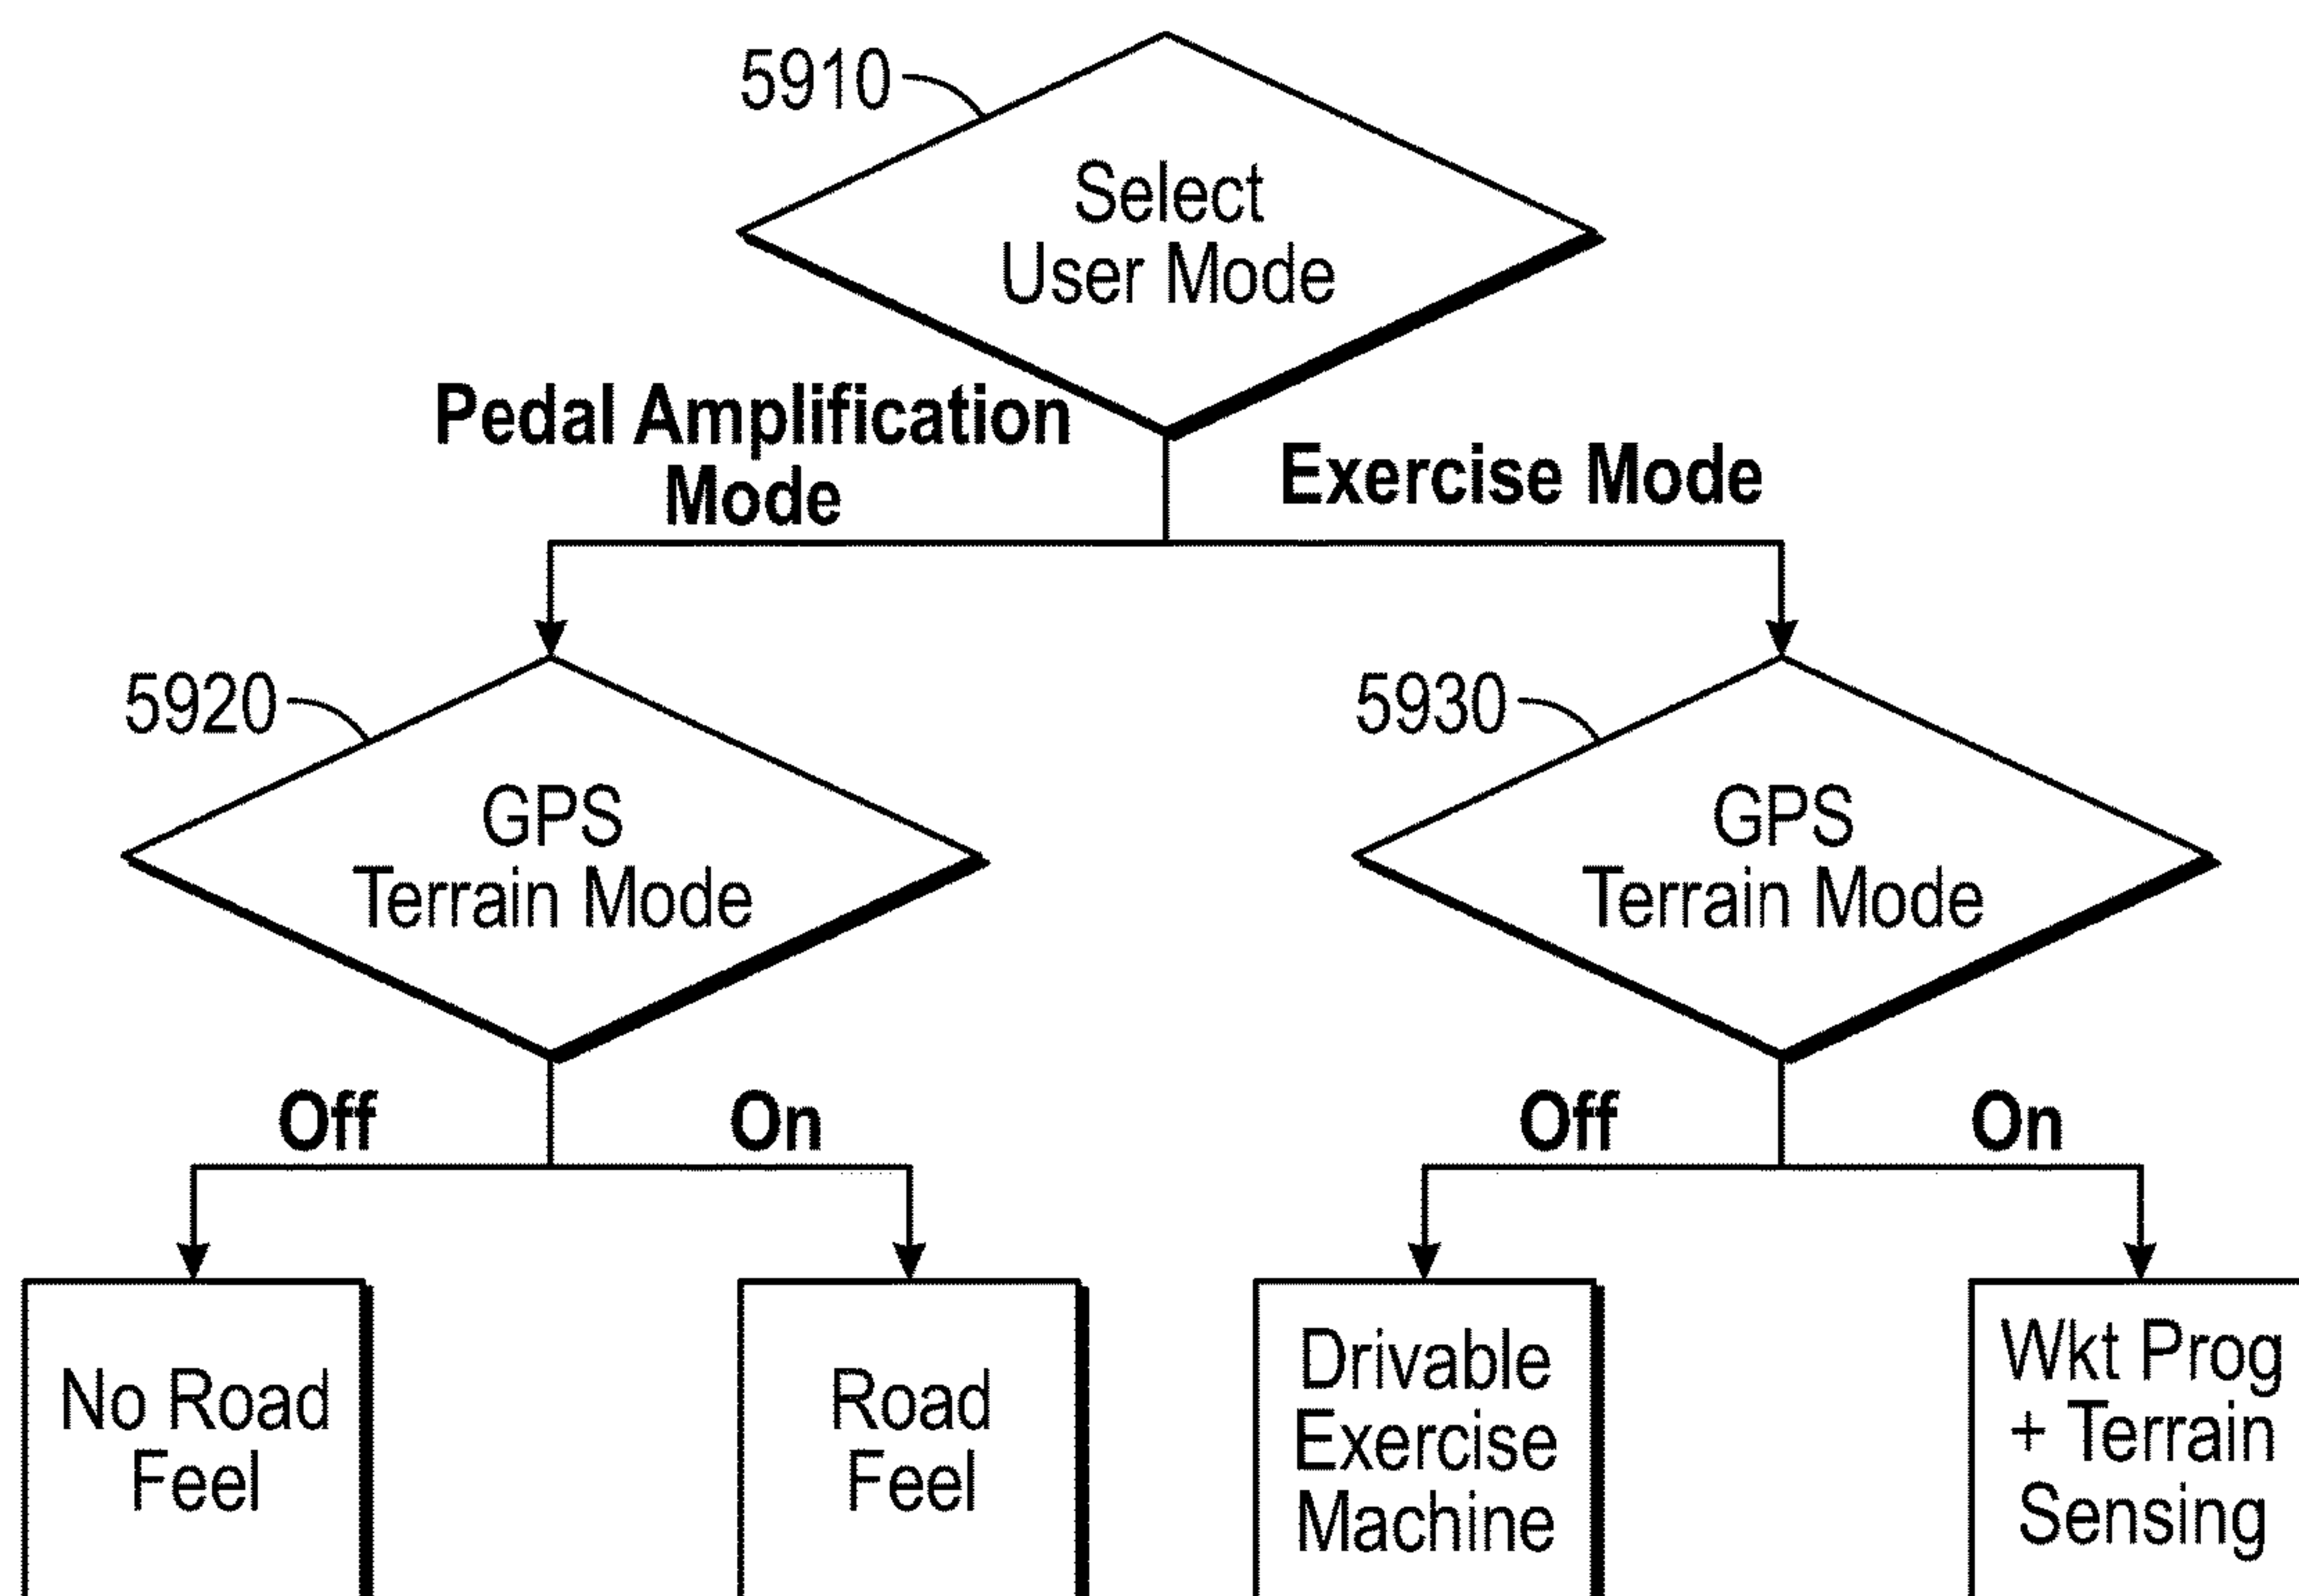 5910
Select
User Mode
Pedal Amplification
Mode
Exercise Mode
5920
GPS
Terrain Mode
5930
GPS
Terrain Mode
Off
On
Off
On
No Road
Feel
Road
Feel
Drivable
Exercise
Machine
Wkt Prog
+ Terrain
Sensing